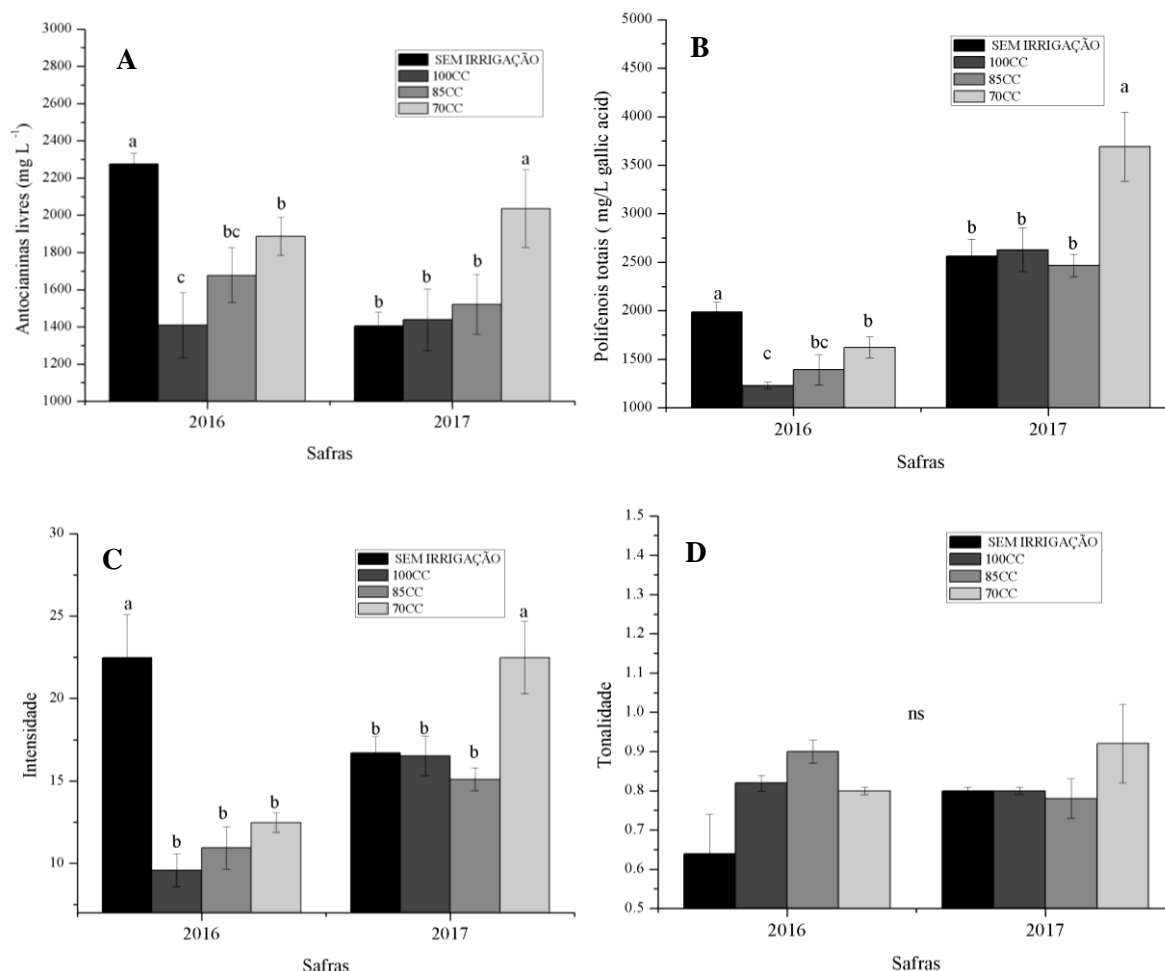 A
SEM IRRIGAÇÃO
100CC
85CC
70CC
Antocianinas livres (mg L⁻¹)
3000
2800
2600
2400
2200
2000
1800
1600
1400
1200
1000
a
c
bc
b
b
b
b
a
2016
2017
Safras
B
SEM IRRIGAÇÃO
100CC
85CC
70CC
Polifenois totais ( mg/L gallic acid)
5000
4750
4500
4250
4000
3750
3500
3250
3000
2500
2000
1500
1000
a
c
bc
b
b
b
b
a
2016
2017
Safras
C
SEM IRRIGAÇÃO
100CC
85CC
70CC
Intensidade
30
25
20
15
10
a
b
b
b
b
b
b
a
2016
2017
Safras
D
SEM IRRIGAÇÃO
100CC
85CC
70CC
Tonalidade
1.5
1.4
1.3
1.2
1.1
1.0
0.9
0.8
0.7
0.6
0.5
ns
2016
2017
Safras